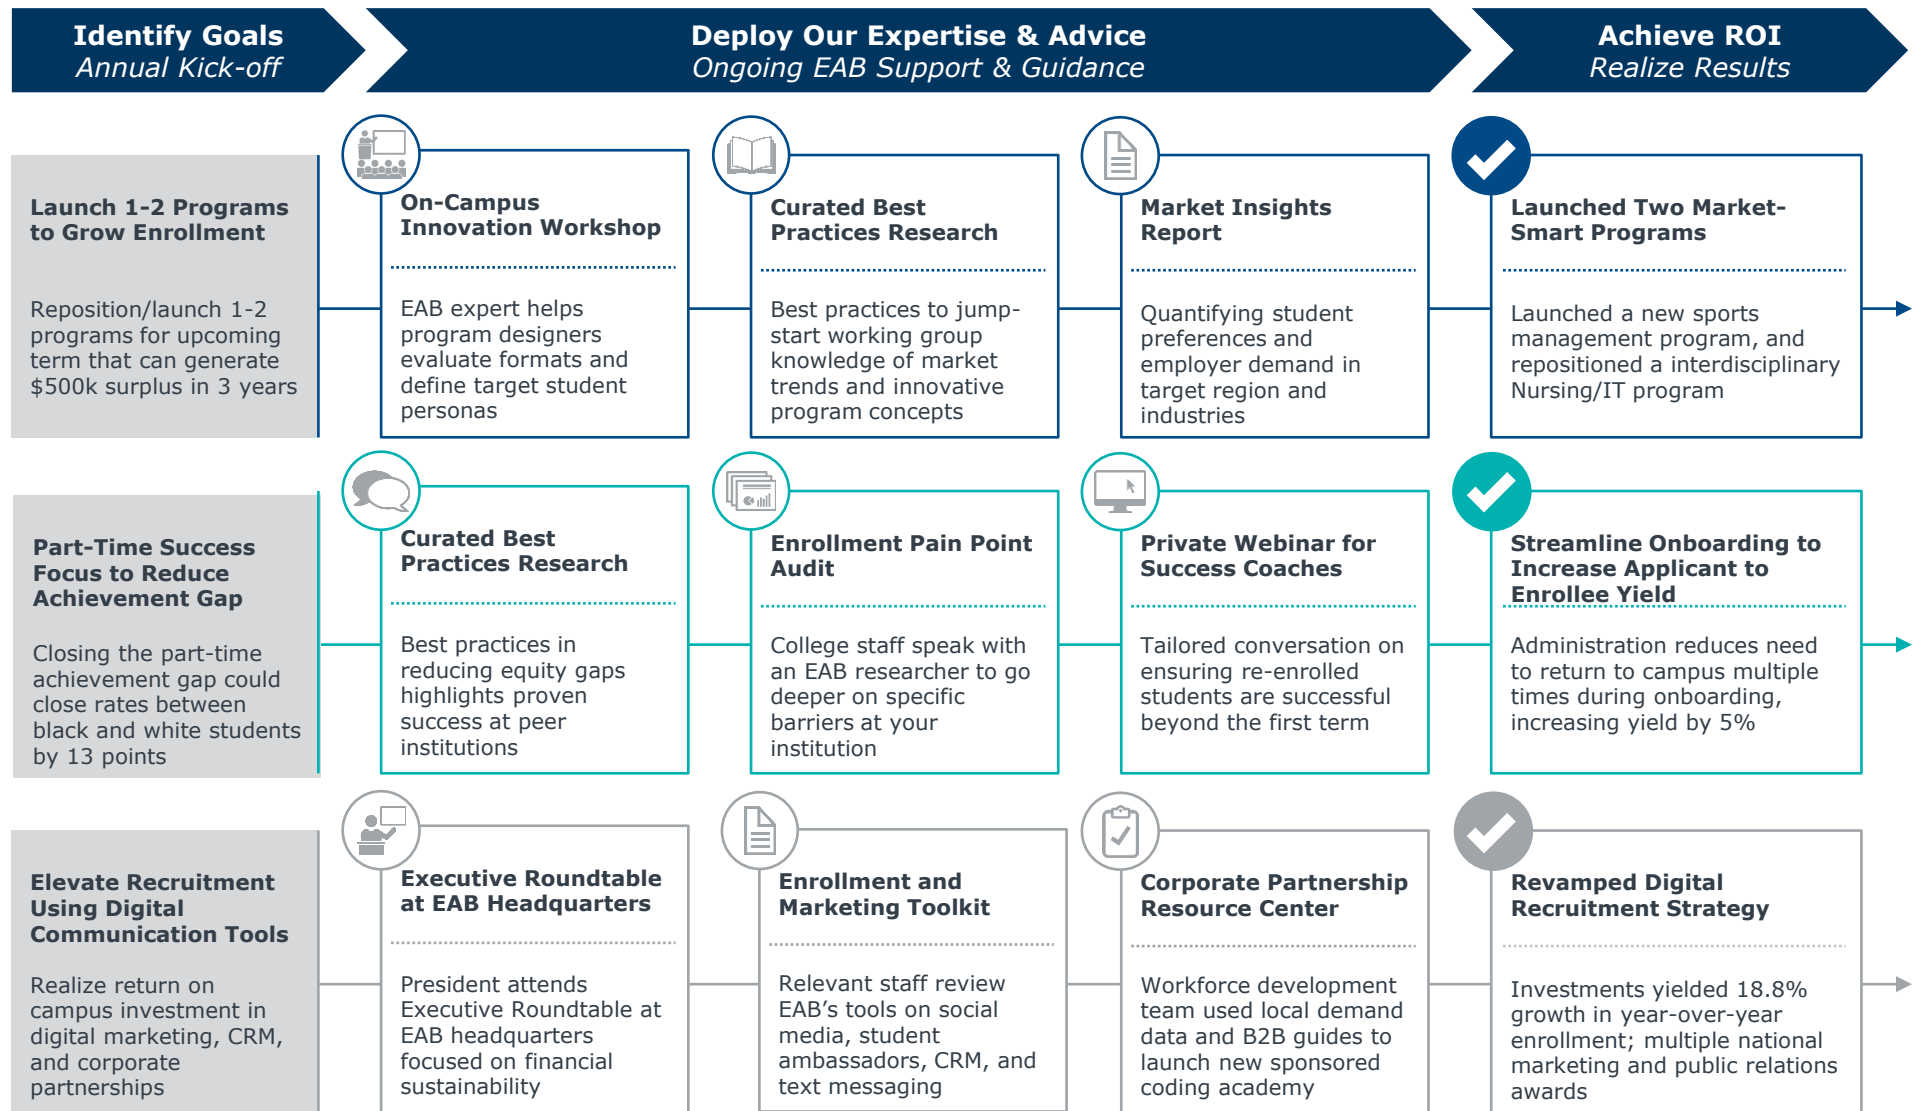 Identify Goals
Annual Kick-off
Deploy Our Expertise & Advice
Ongoing EAB Support & Guidance
Achieve ROI
Realize Results
Launch 1-2 Programs
to Grow Enrollment
Reposition/launch 1-2
programs for upcoming
term that can generate
$500k surplus in 3 years
On-Campus
Innovation Workshop
EAB expert helps
program designers
evaluate formats and
define target student
personas
Curated Best
Practices Research
Best practices to jump-
start working group
knowledge of market
trends and innovative
program concepts
Market Insights
Report
Quantifying student
preferences and
employer demand in
target region and
industries
Launched Two Market-
Smart Programs
Launched a new sports
management program, and
repositioned a interdisciplinary
Nursing/IT program
Part-Time Success
Focus to Reduce
Achievement Gap
Closing the part-time
achievement gap could
close rates between
black and white students
by 13 points
Curated Best
Practices Research
Best practices in
reducing equity gaps
highlights proven
success at peer
institutions
Enrollment Pain Point
Audit
College staff speak with
an EAB researcher to go
deeper on specific
barriers at your
institution
Private Webinar for
Success Coaches
Tailored conversation on
ensuring re-enrolled
students are successful
beyond the first term
Streamline Onboarding to
Increase Applicant to
Enrollee Yield
Administration reduces need
to return to campus multiple
times during onboarding,
increasing yield by 5%
Elevate Recruitment
Using Digital
Communication Tools
Realize return on
campus investment in
digital marketing, CRM,
and corporate
partnerships
Executive Roundtable
at EAB Headquarters
President attends
Executive Roundtable at
EAB headquarters
focused on financial
sustainability
Enrollment and
Marketing Toolkit
Relevant staff review
EAB’s tools on social
media, student
ambassadors, CRM, and
text messaging
Corporate Partnership
Resource Center
Workforce development
team used local demand
data and B2B guides to
launch new sponsored
coding academy
Revamped Digital
Recruitment Strategy
Investments yielded 18.8%
growth in year-over-year
enrollment; multiple national
marketing and public relations
awards